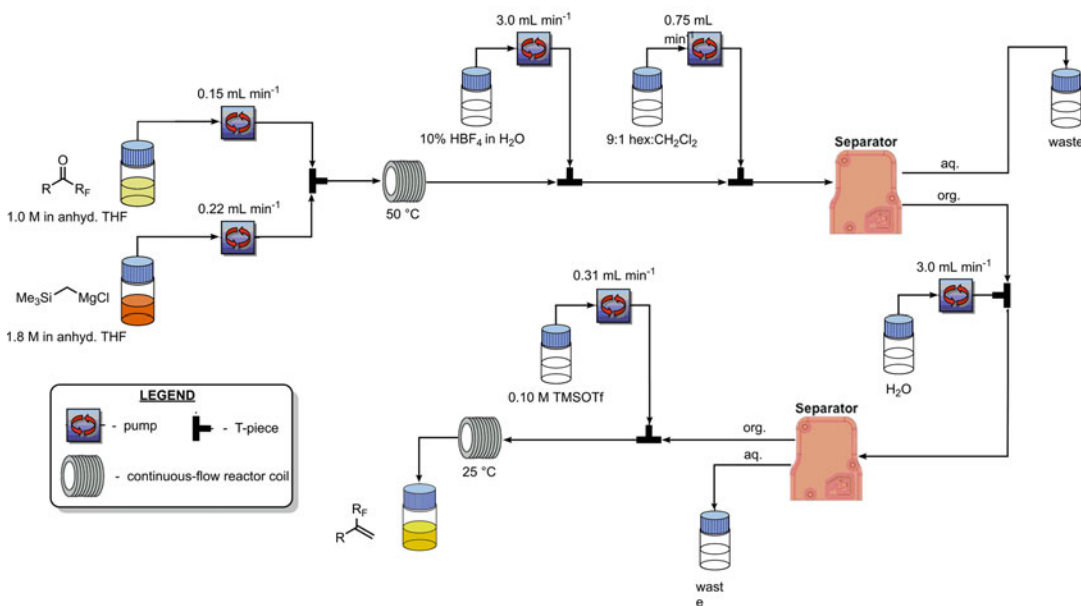 3.0 mL min⁻¹
0.75 mL
min⁻¹
0.15 mL min⁻¹
10% HBF₄ in H₂O
9:1 hex:CH₂Cl₂
waste
Separator
aq.
org.
O
R
R_F
1.0 M in anhyd. THF
0.22 mL min⁻¹
50 °C
3.0 mL min⁻¹
0.31 mL min⁻¹
Me₃Si
MgCl
1.8 M in anhyd. THF
H₂O
LEGEND
- pump
- T-piece
- continuous-flow reactor coil
0.10 M TMSOTf
Separator
org.
aq.
25 °C
R_F
R
wast
e